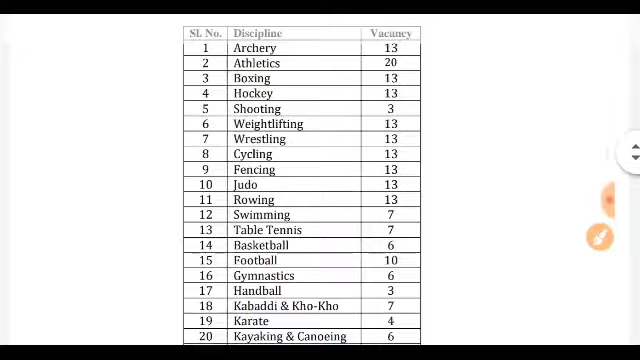 Sl. No. Discipline Vacancy
1 Archery 13
2 Athletics 20
3 Boxing 13
4 Hockey 13
5 Shooting 3
6 Weightlifting 13
7 Wrestling 13
8 Cycling 13
9 Fencing 13
10 Judo 13
11 Rowing 13
12 Swimming 7
13 Table Tennis 7
14 Basketball 6
15 Football 10
16 Gymnastics 6
17 Handball 3
18 Kabaddi & Kho-Kho 7
19 Karate 4
20 Kayaking & Canoeing 6